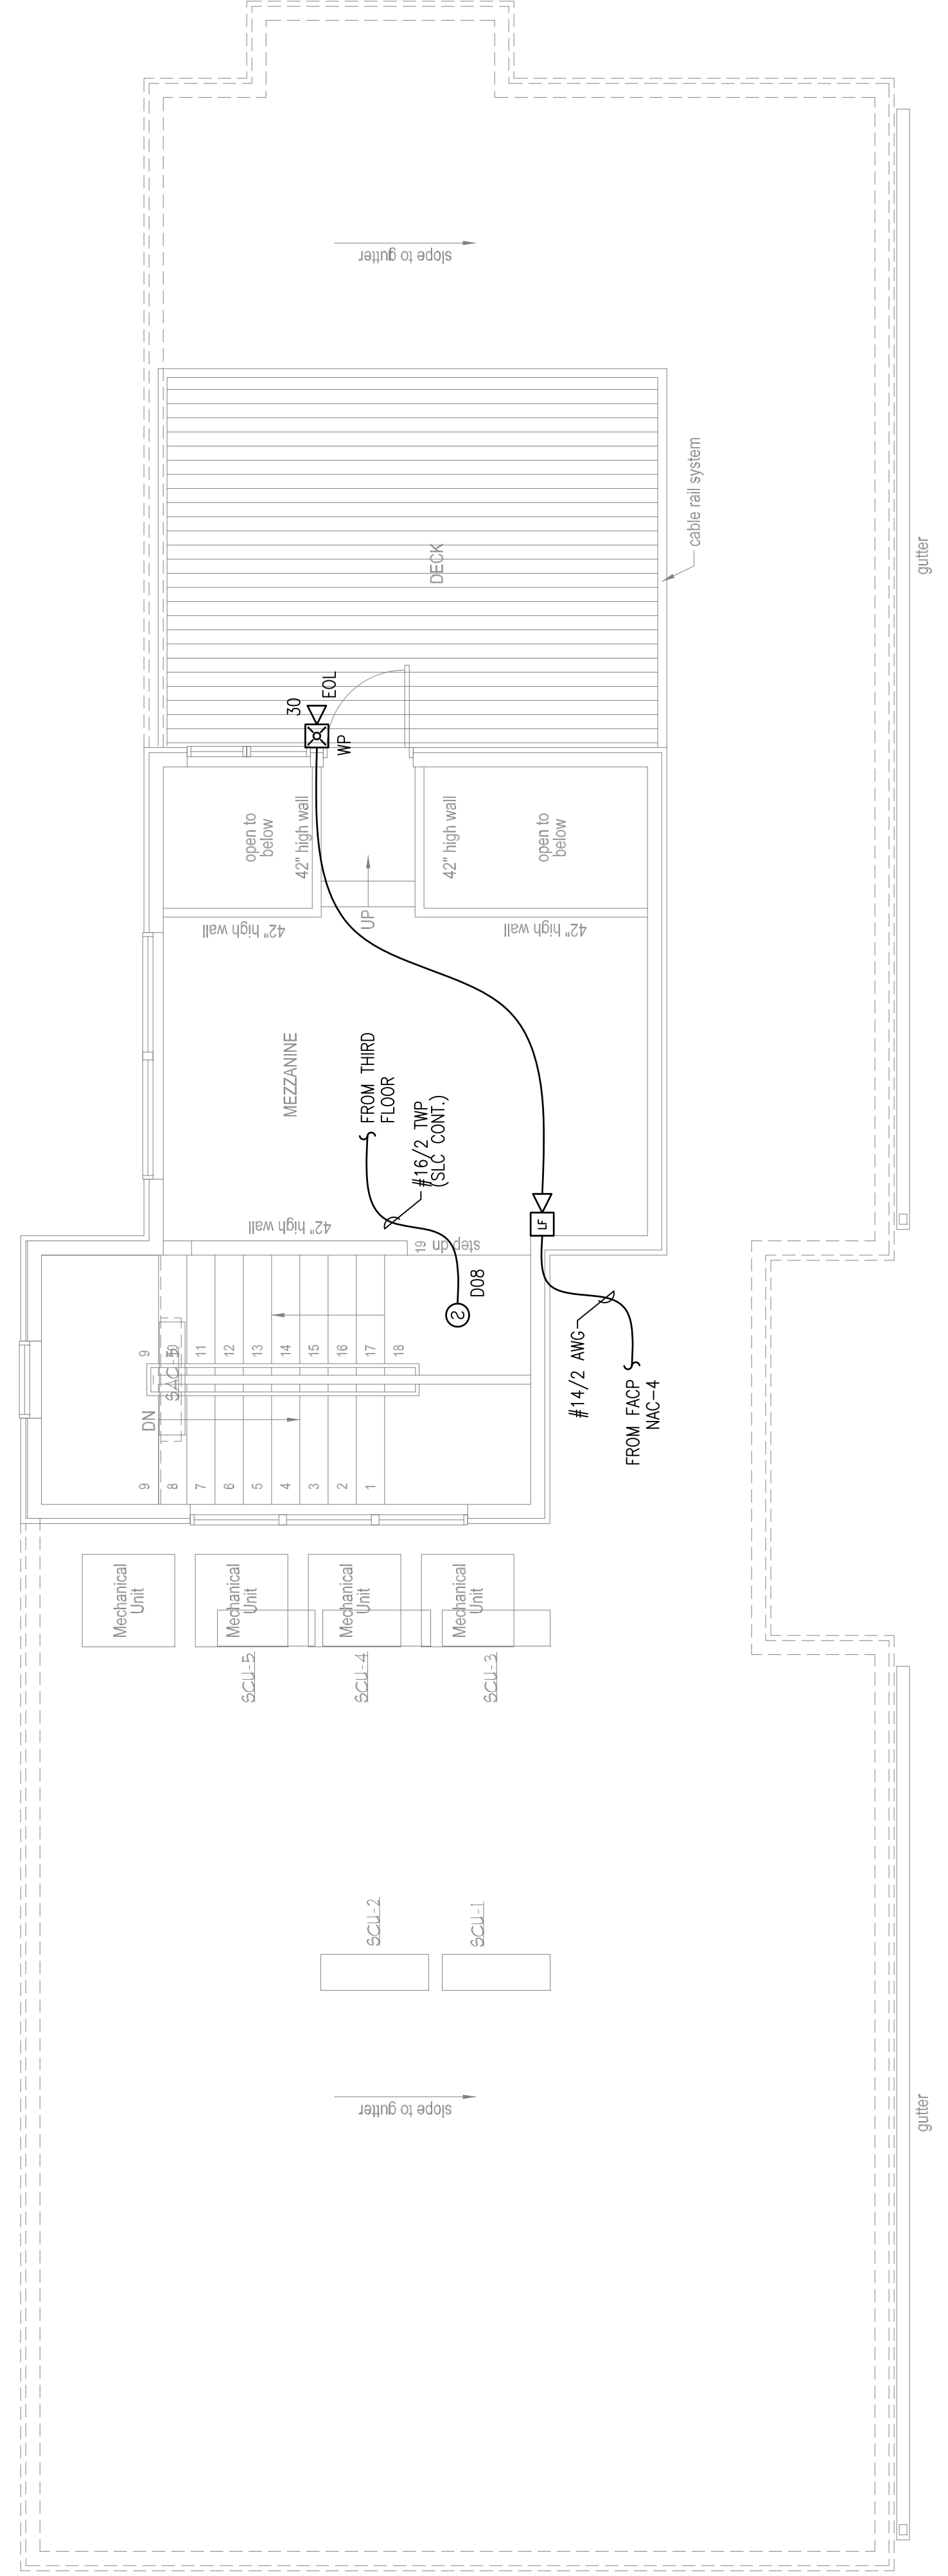 slope to gutter
cable rail system
DECK
gutter
30
EOL
WP
open to
below
42" high wall
42" high wall
open to
below
UP
42" high wall
42" high wall
MEZZANINE
FROM THIRD
FLOOR
#16/2 TWP
(SLC CONT.)
42" high wall
19
step dn
LF
2
D08
9
10
11
12
13
14
15
16
17
18
DN
#14/2 AWG
FROM FACP
NAC-4
9
8
7
6
5
4
3
2
1
Mechanical
Unit
Mechanical
Unit
Mechanical
Unit
Mechanical
Unit
SCU-5
SCU-4
SCU-3
SCU-2
SCU-1
slope to gutter
gutter